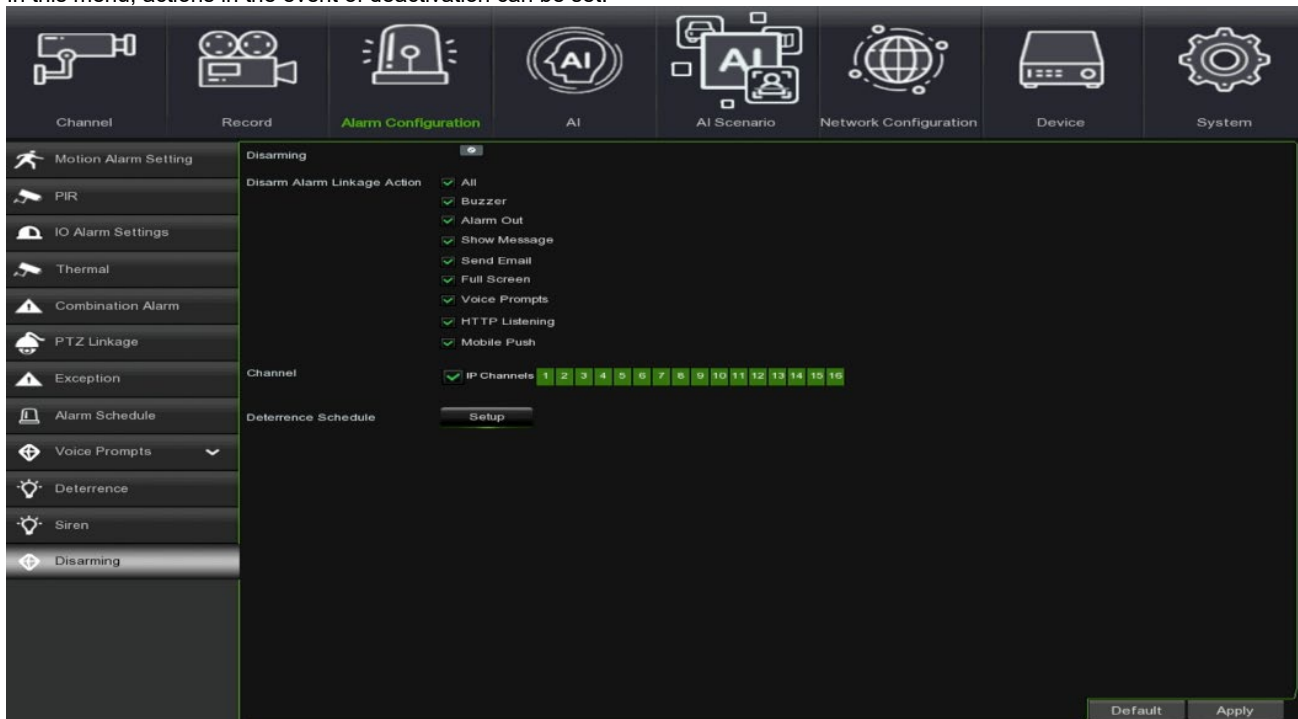 in this menu, actions in the event of deactivation can be set.
Channel Record Alarm Configuration AI AI Scenario Network Configuration Device System
Motion Alarm Setting
PIR
IO Alarm Settings
Thermal
Combination Alarm
PTZ Linkage
Exception
Alarm Schedule
Voice Prompts
Deterrence
Siren
Disarming
Disarming
Disarm Alarm Linkage Action
All
Buzzer
Alarm Out
Show Message
Send Email
Full Screen
Voice Prompts
HTTP Listening
Mobile Push
Channel IP Channels 1 2 3 4 5 6 7 8 9 10 11 12 13 14 15 16
Deterrence Schedule Setup
Default Apply